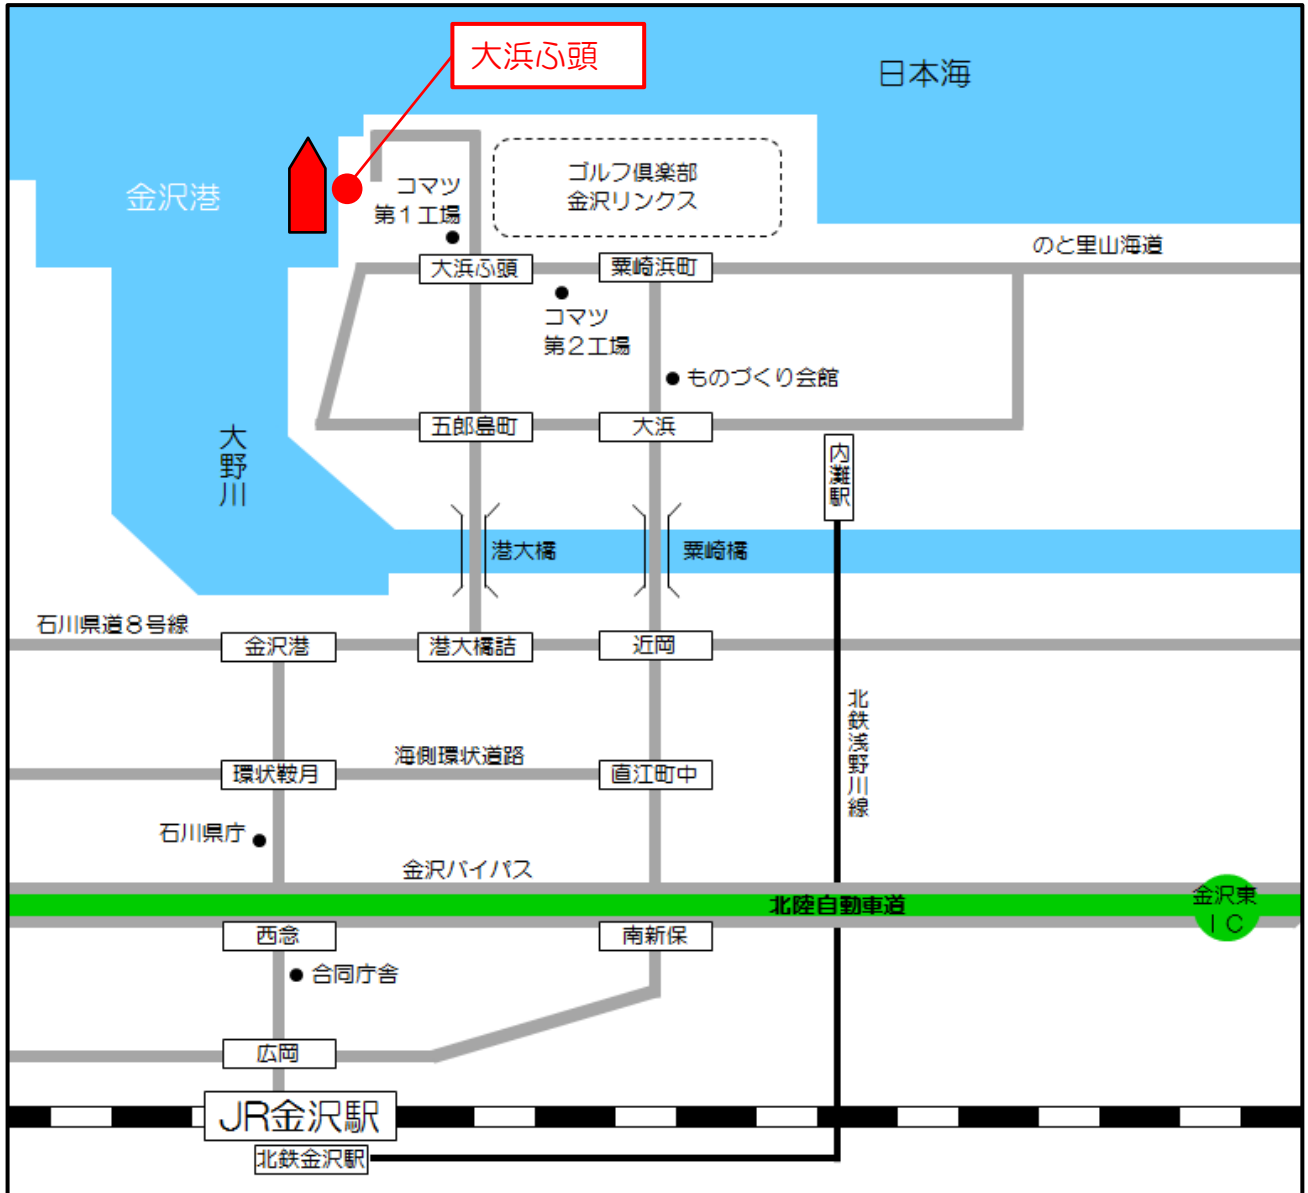 大浜ふ頭
日本海
金沢港
コマツ
第1工場
ゴルフ倶楽部
金沢リンクス
のと里山海道
大浜ふ頭
粟崎浜町
コマツ
第2工場
ものづくり会館
五郎島町
大浜
大野川
内灘駅
港大橋
粟崎橋
石川県道8号線
金沢港
港大橋詰
近岡
北鉄浅野川線
海側環状道路
環状鞍月
直江町中
石川県庁
金沢バイパス
北陸自動車道
金沢東
IC
西念
南新保
合同庁舎
広岡
JR金沢駅
北鉄金沢駅